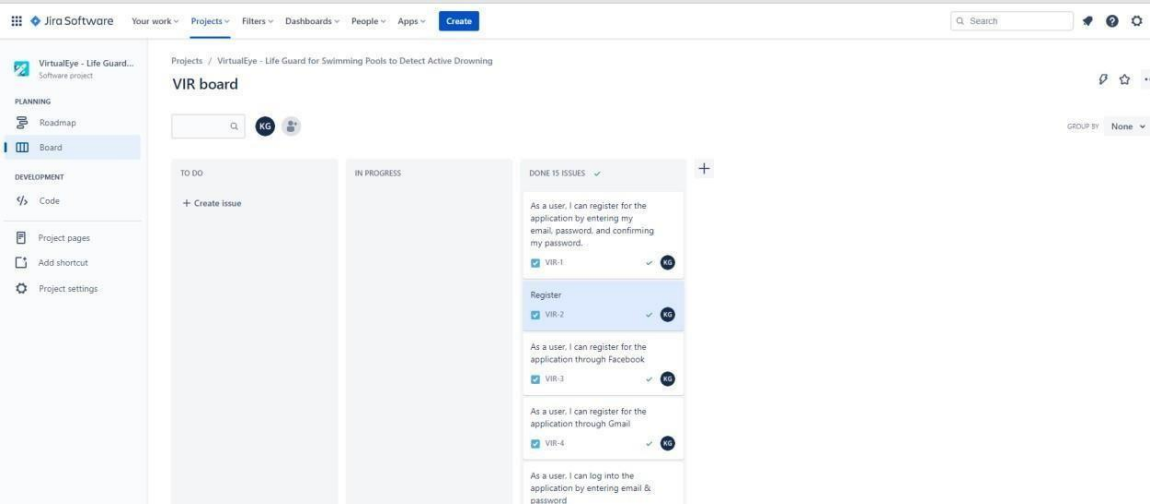 Jira Software Your work Projects Filters Dashboards People Apps Create Search
VirtualEye - Life Guard...
Software project
PLANNING
Roadmap
Board
DEVELOPMENT
Code
Project pages
Add shortcut
Project settings
Projects / VirtualEye - Life Guard for Swimming Pools to Detect Active Drowning
VIR board
KG
GROUP BY None
TO DO
+ Create issue
IN PROGRESS
DONE 15 ISSUES
As a user, I can register for the
application by entering my
email, password, and confirming
my password.
VIR-1 KG
Register
VIR-2 KG
As a user, I can register for the
application through Facebook
VIR-3 KG
As a user, I can register for the
application through Gmail
VIR-4 KG
As a user, I can log into the
application by entering email &
password